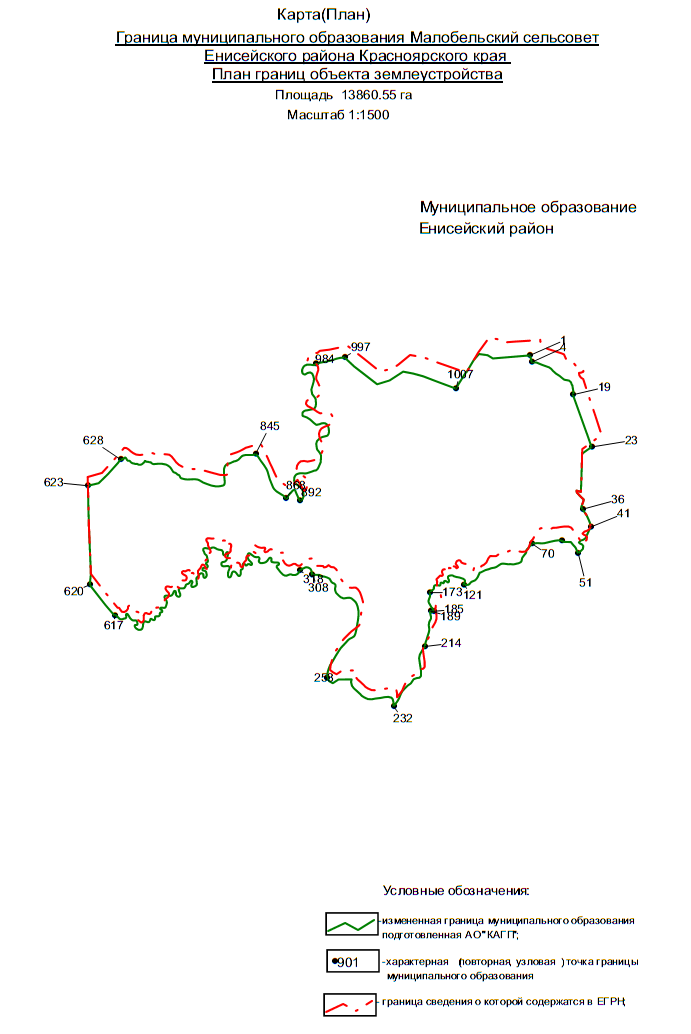 Карта(План)
Граница муниципального образования Малобельский сельсовет
Енисейского района Красноярского края
План границ объекта землеустройства
Площадь 13860.55 га
Масштаб 1:1500
Муниципальное образование
Енисейский район
1
997
4
984
1007
19
845
628
23
623
868
892
36
41
70
51
318
308
620
173
121
185
189
617
214
258
232
Условные обозначения:
-измененная граница муниципального образования
подготовленная АО"КАГП";
901
-характерная (повторная, узловая ) точка границы
муниципального образования
- граница сведения о которой содержатся в ЕГРН;